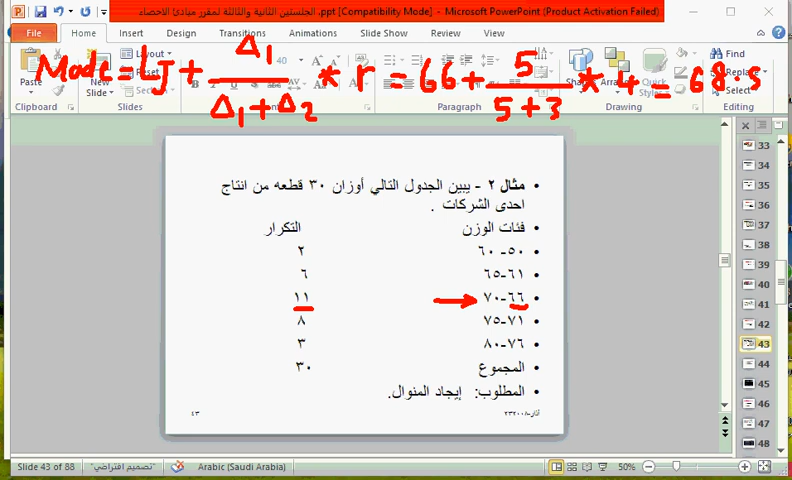 الجلستين الثانية والثالثة لمقرر مبادئ الاحصاء .ppt [Compatibility Mode] - Microsoft PowerPoint (Product Activation Failed)
File Home Insert Design Transitions Animations Slide Show Review View
Mode = Lj + Δ1 / Δ1 + Δ2 * r = 66 + 5 / 5 + 3 * 4 = 68.5
Layout
Reset
New Slide
40
Find
Replace
Select
Clipboard Slides Paragraph Drawing Editing
مثال ٢ - يبين الجدول التالي أوزان ٣٠ قطعه من انتاج
احدى الشركات .
فئات الوزن التكرار
٥٠-٦٠ ٢
٦١-٦٥ ٦
٦٦-٧٠ ١١
٧١-٧٥ ٨
٧٦-٨٠ ٣
المجموع ٣٠
المطلوب: إيجاد المنوال.
٤٣
33
34
35
36
37
38
39
40
41
42
43
44
45
46
47
48
Slide 43 of 88 "تصميم افتراضي" Arabic (Saudi Arabia) 50%